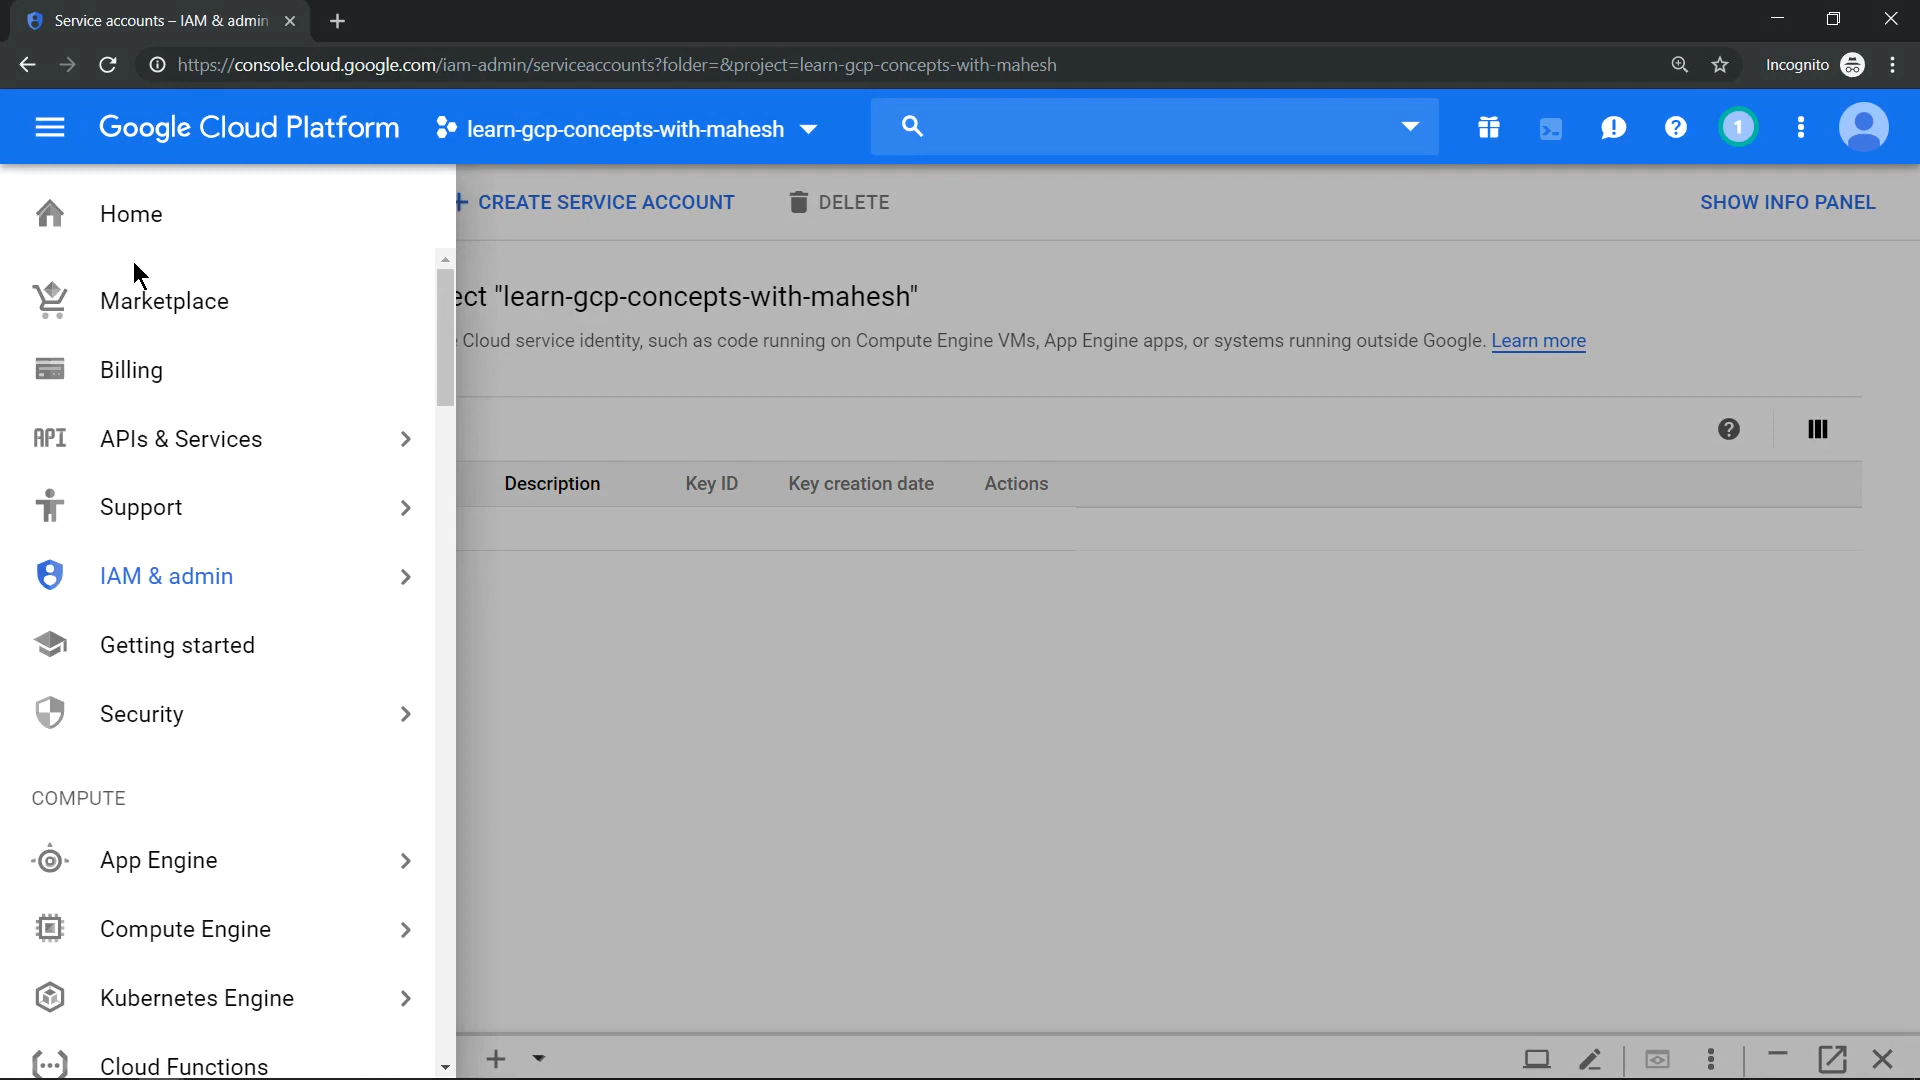 Service accounts – IAM & admin
https://console.cloud.google.com/iam-admin/serviceaccounts?folder=&project=learn-gcp-concepts-with-mahesh
Incognito
Google Cloud Platform
learn-gcp-concepts-with-mahesh
1
Home
CREATE SERVICE ACCOUNT
DELETE
SHOW INFO PANEL
Marketplace
ect "learn-gcp-concepts-with-mahesh"
Cloud service identity, such as code running on Compute Engine VMs, App Engine apps, or systems running outside Google. Learn more
Billing
API APIs & Services
Description Key ID Key creation date Actions
Support
IAM & admin
Getting started
Security
COMPUTE
App Engine
Compute Engine
Kubernetes Engine
Cloud Functions